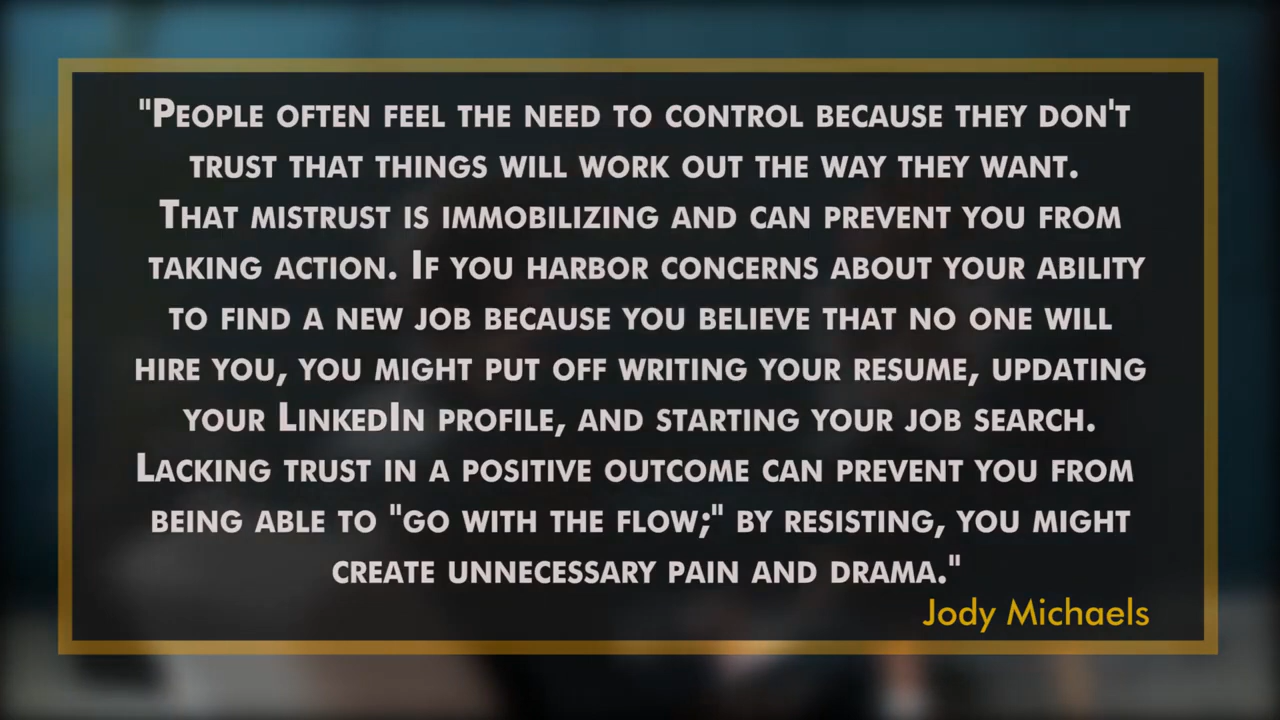 "People often feel the need to control because they don't
trust that things will work out the way they want.
That mistrust is immobilizing and can prevent you from
taking action. If you harbor concerns about your ability
to find a new job because you believe that no one will
hire you, you might put off writing your resume, updating
your LinkedIn profile, and starting your job search.
Lacking trust in a positive outcome can prevent you from
being able to "go with the flow;" by resisting, you might
create unnecessary pain and drama."
Jody Michaels